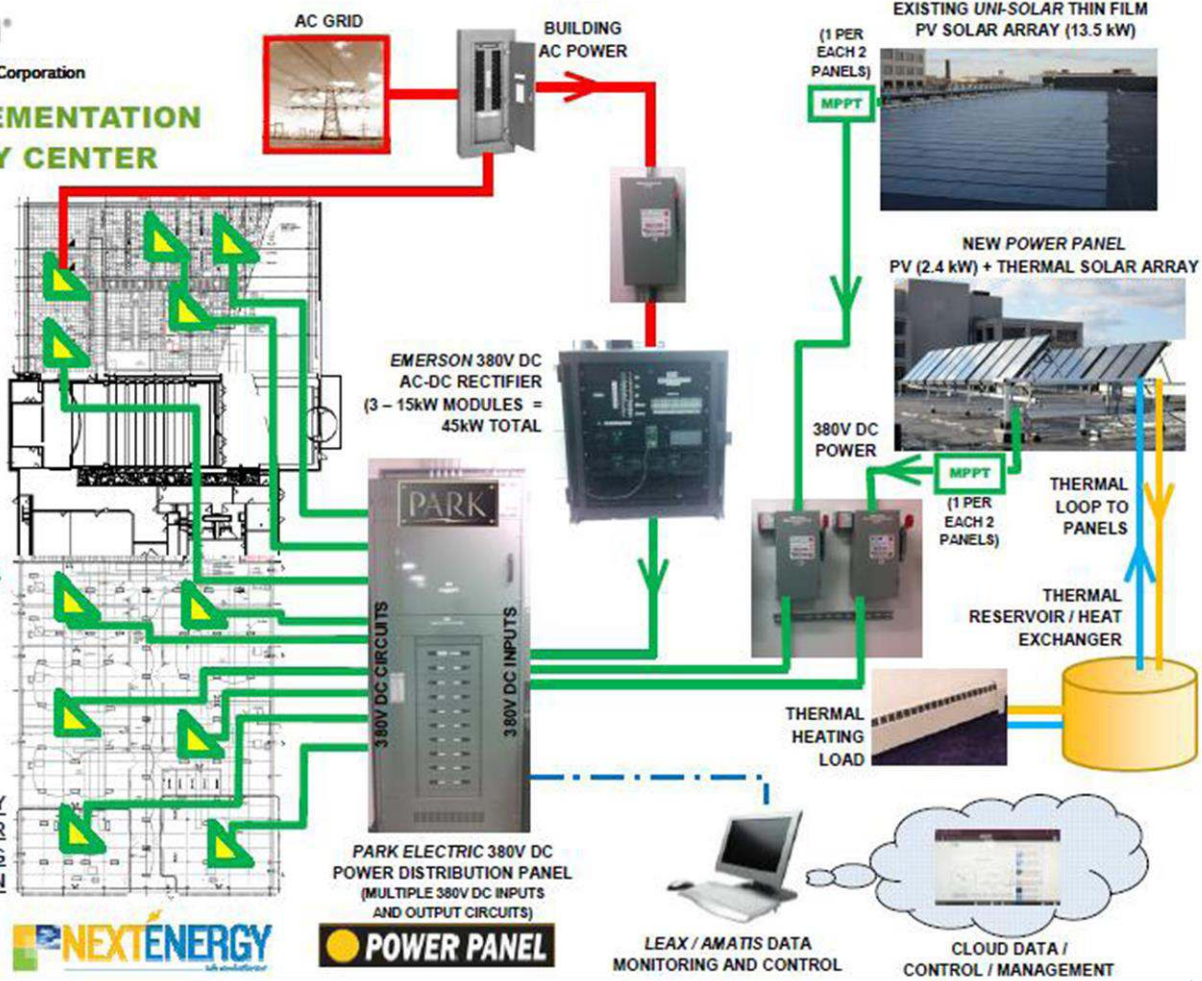 Corporation
EMENTATION
Y CENTER
AC GRID
BUILDING
AC POWER
(1 PER
EACH 2
PANELS)
MPPT
EXISTING UNI-SOLAR THIN FILM
PV SOLAR ARRAY (13.5 kW)
NEW POWER PANEL
PV (2.4 kW) + THERMAL SOLAR ARRAY
EMERSON 380V DC
AC-DC RECTIFIER
(3 – 15kW MODULES =
45kW TOTAL
380V DC
POWER
MPPT
(1 PER
EACH 2
PANELS)
THERMAL
LOOP TO
PANELS
THERMAL
RESERVOIR / HEAT
EXCHANGER
THERMAL
HEATING
LOAD
PARK
380V DC CIRCUITS
380V DC INPUTS
PARK ELECTRIC 380V DC
POWER DISTRIBUTION PANEL
(MULTIPLE 380V DC INPUTS
AND OUTPUT CIRCUITS)
NEXTENERGY
POWER PANEL
LEAX / AMATIS DATA
MONITORING AND CONTROL
CLOUD DATA /
CONTROL / MANAGEMENT